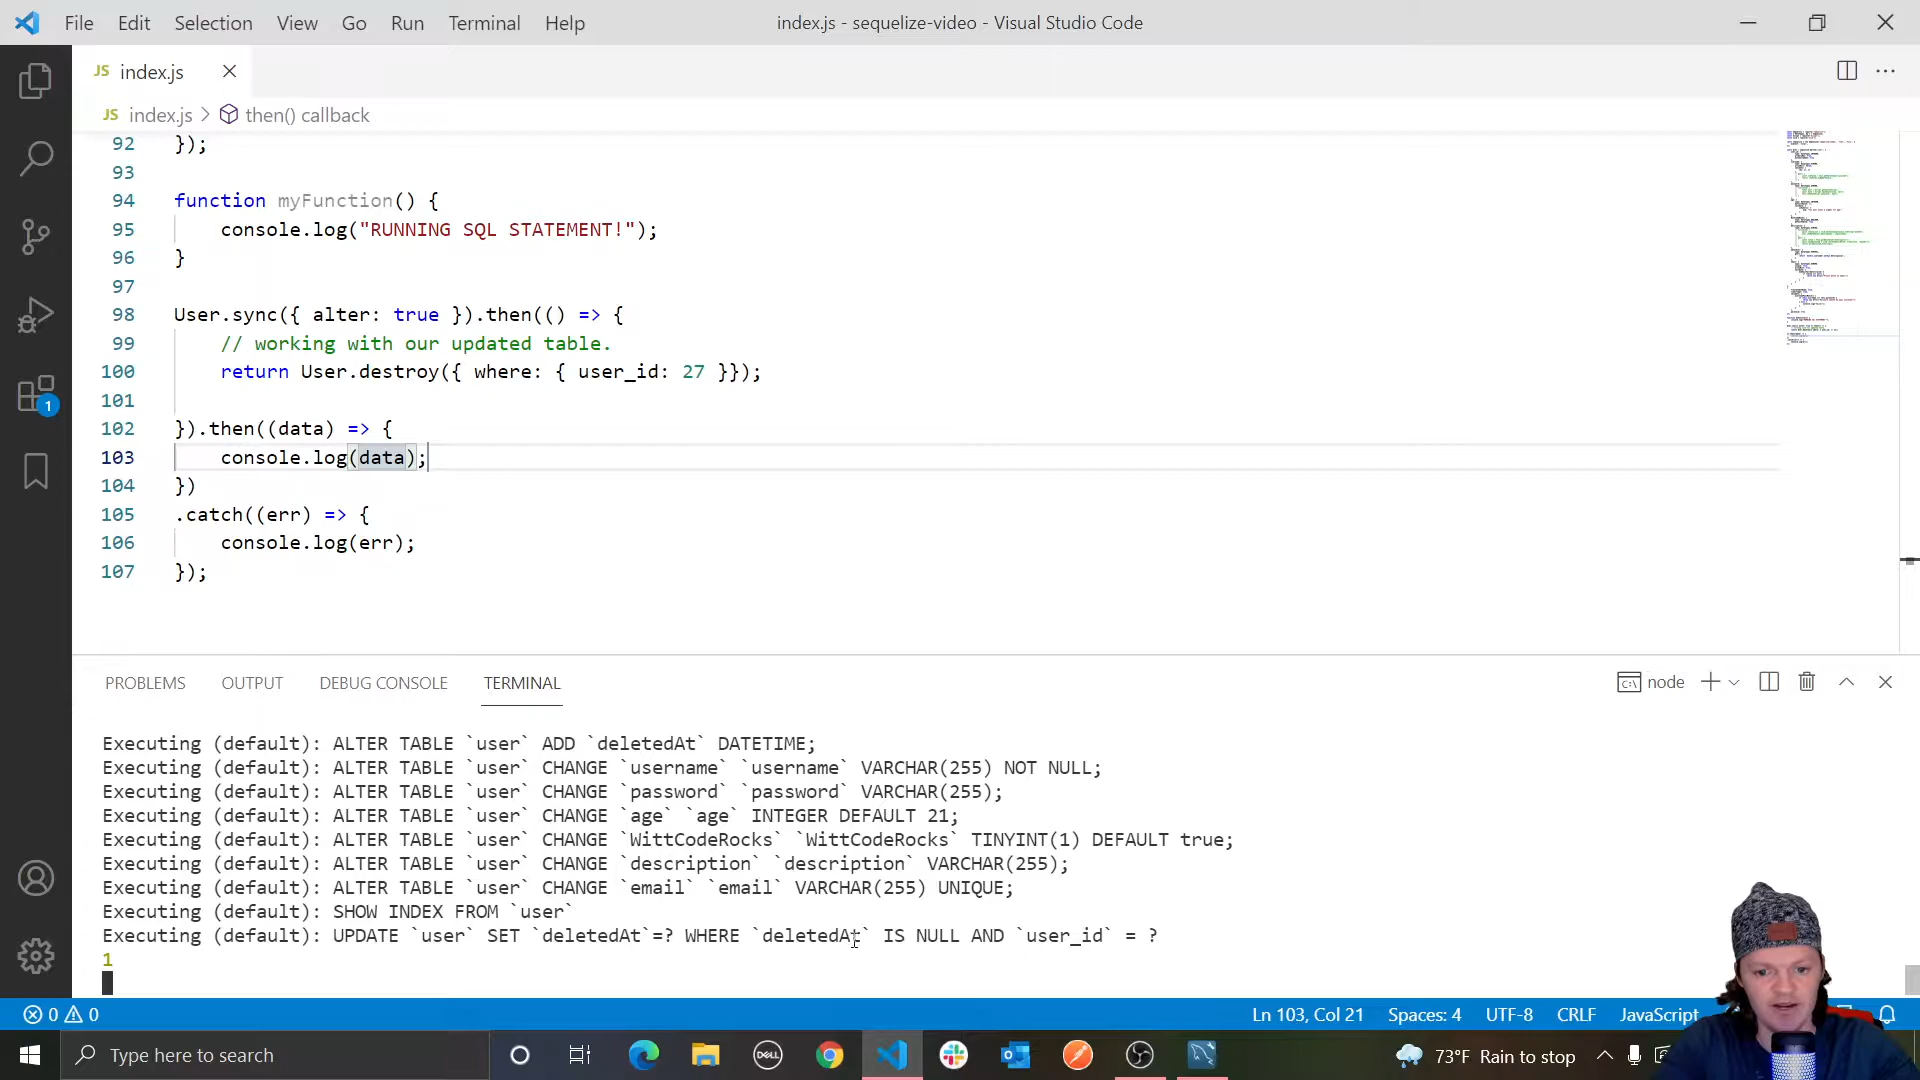 File Edit Selection View Go Run Terminal Help
index.js - sequelize-video - Visual Studio Code
JS index.js
JS index.js > then() callback
92 });
93
94 function myFunction() {
95 console.log("RUNNING SQL STATEMENT!");
96 }
97
98 User.sync({ alter: true }).then(() => {
99 // working with our updated table.
100 return User.destroy({ where: { user_id: 27 }});
101
102 }).then((data) => {
103 console.log(data);
104 })
105 .catch((err) => {
106 console.log(err);
107 });
PROBLEMS OUTPUT DEBUG CONSOLE TERMINAL
node
Executing (default): ALTER TABLE `user` ADD `deletedAt` DATETIME;
Executing (default): ALTER TABLE `user` CHANGE `username` `username` VARCHAR(255) NOT NULL;
Executing (default): ALTER TABLE `user` CHANGE `password` `password` VARCHAR(255);
Executing (default): ALTER TABLE `user` CHANGE `age` `age` INTEGER DEFAULT 21;
Executing (default): ALTER TABLE `user` CHANGE `WittCodeRocks` `WittCodeRocks` TINYINT(1) DEFAULT true;
Executing (default): ALTER TABLE `user` CHANGE `description` `description` VARCHAR(255);
Executing (default): ALTER TABLE `user` CHANGE `email` `email` VARCHAR(255) UNIQUE;
Executing (default): SHOW INDEX FROM `user`
Executing (default): UPDATE `user` SET `deletedAt`=? WHERE `deletedAt` IS NULL AND `user_id` = ?
1
1
0 0
Ln 103, Col 21 Spaces: 4 UTF-8 CRLF JavaScript
Type here to search
DELL
73°F Rain to stop